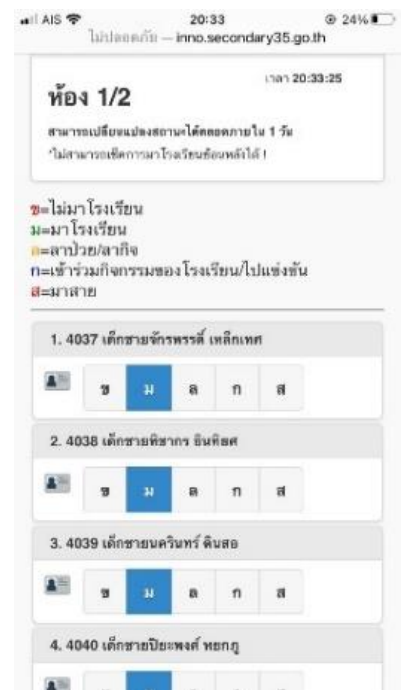 AIS 20:33 24%
ไม่ปลอดภัย — inno.secondary35.go.th
เวลา 20:33:25
ห้อง 1/2
สามารถเปลี่ยนแปลงสถานะได้ตลอดภายใน 1 วัน
*ไม่สามารถเช็คการมาโรงเรียนย้อนหลังได้ !
ข=ไม่มาโรงเรียน
ม=มาโรงเรียน
ล=ลาป่วย/ลากิจ
ก=เข้าร่วมกิจกรรมของโรงเรียน/ไปแข่งขัน
ส=มาสาย
1. 4037 เด็กชายจักรพรรดิ์ เหล็กเทศ
ข ม ล ก ส
2. 4038 เด็กชายพิชากร อินทิยศ
ข ม ล ก ส
3. 4039 เด็กชายนควินทร์ ดินสอ
ข ม ล ก ส
4. 4040 เด็กชายปิยะพงศ์ หยกภู